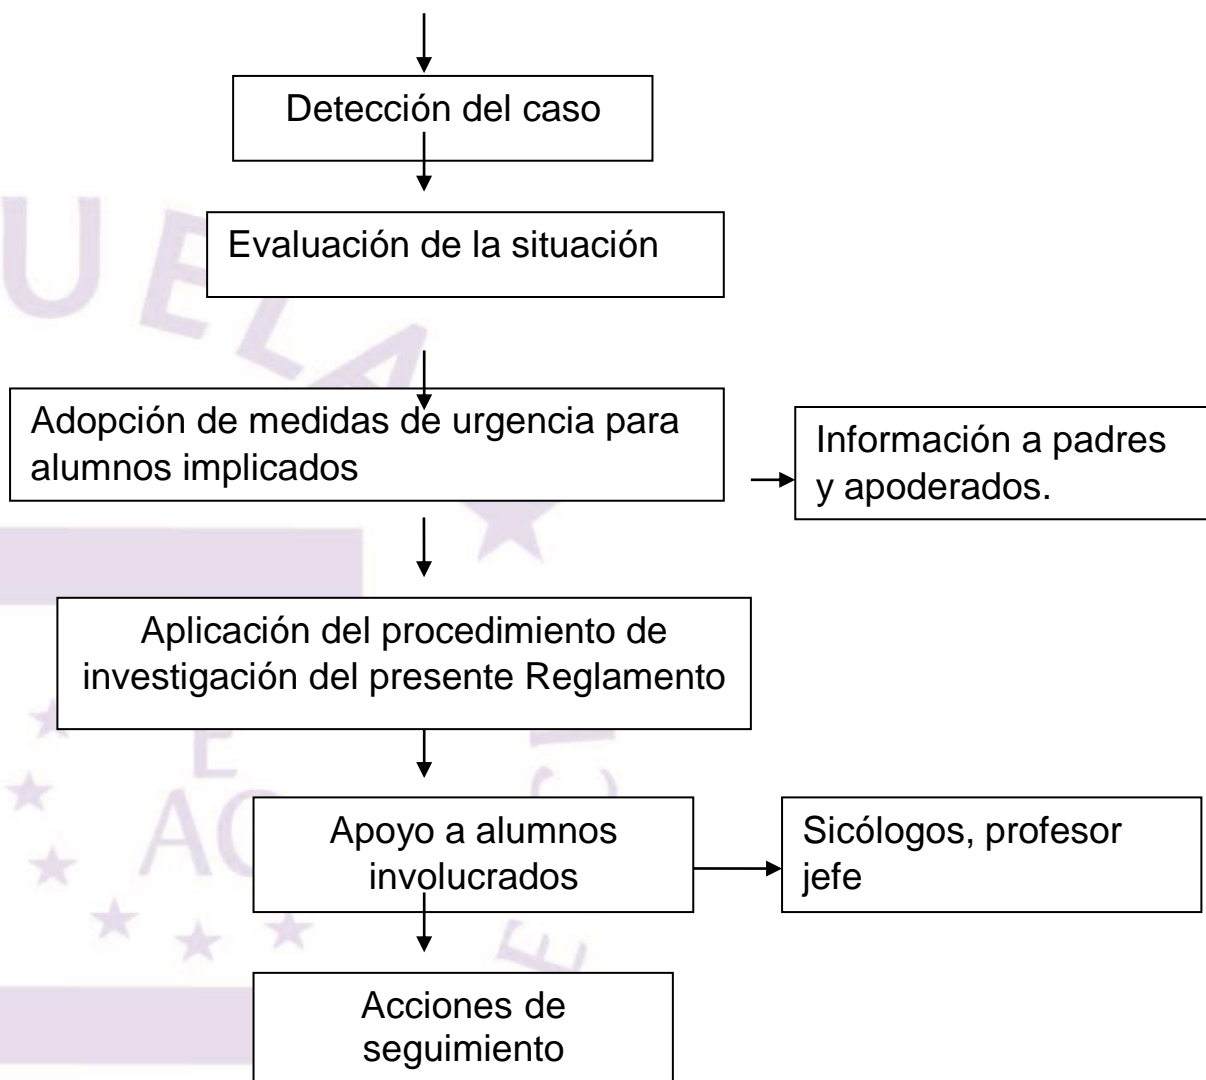 Detección del caso
Evaluación de la situación
Adopción de medidas de urgencia para
alumnos implicados
Información a padres
y apoderados.
Aplicación del procedimiento de
investigación del presente Reglamento
Apoyo a alumnos
involucrados
Sicólogos, profesor
jefe
Acciones de
seguimiento